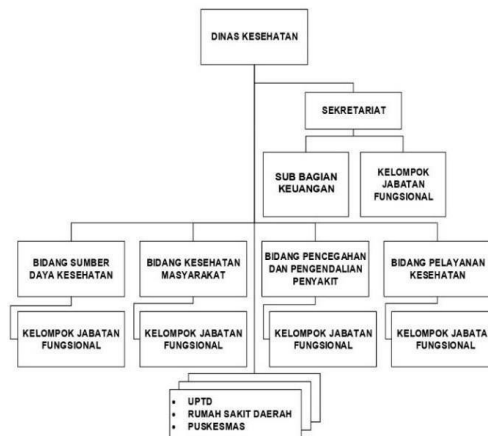 DINAS KESEHATAN
SEKRETARIAT
SUB BAGIAN
KEUANGAN
KELOMPOK
JABATAN
FUNGSIONAL
BIDANG SUMBER
DAYA KESEHATAN
BIDANG KESEHATAN
MASYARAKAT
BIDANG PENCEGAHAN
DAN PENGENDALIAN
PENYAKIT
BIDANG PELAYANAN
KESEHATAN
KELOMPOK JABATAN
FUNGSIONAL
KELOMPOK JABATAN
FUNGSIONAL
KELOMPOK JABATAN
FUNGSIONAL
KELOMPOK JABATAN
FUNGSIONAL
• UPTD
• RUMAH SAKIT DAERAH
• PUSKESMAS